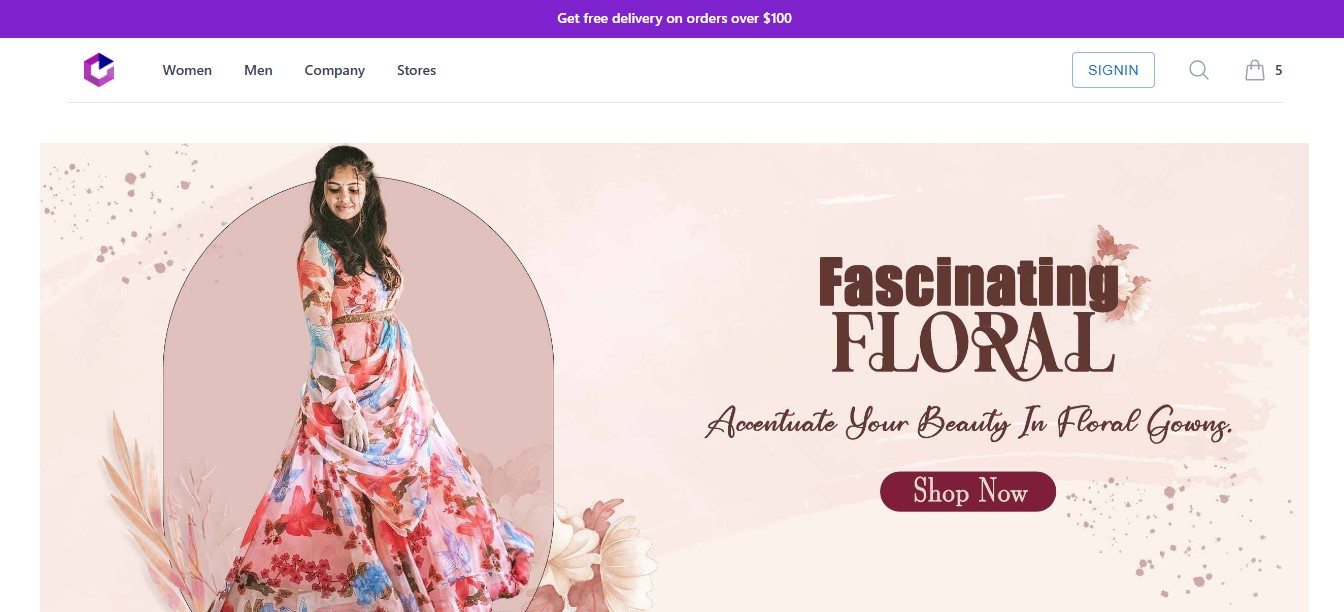 Get free delivery on orders over $100
Women Men Company Stores SIGNIN 5
Fascinating
FLORAL
Accentuate Your Beauty In Floral Gowns.
Shop Now